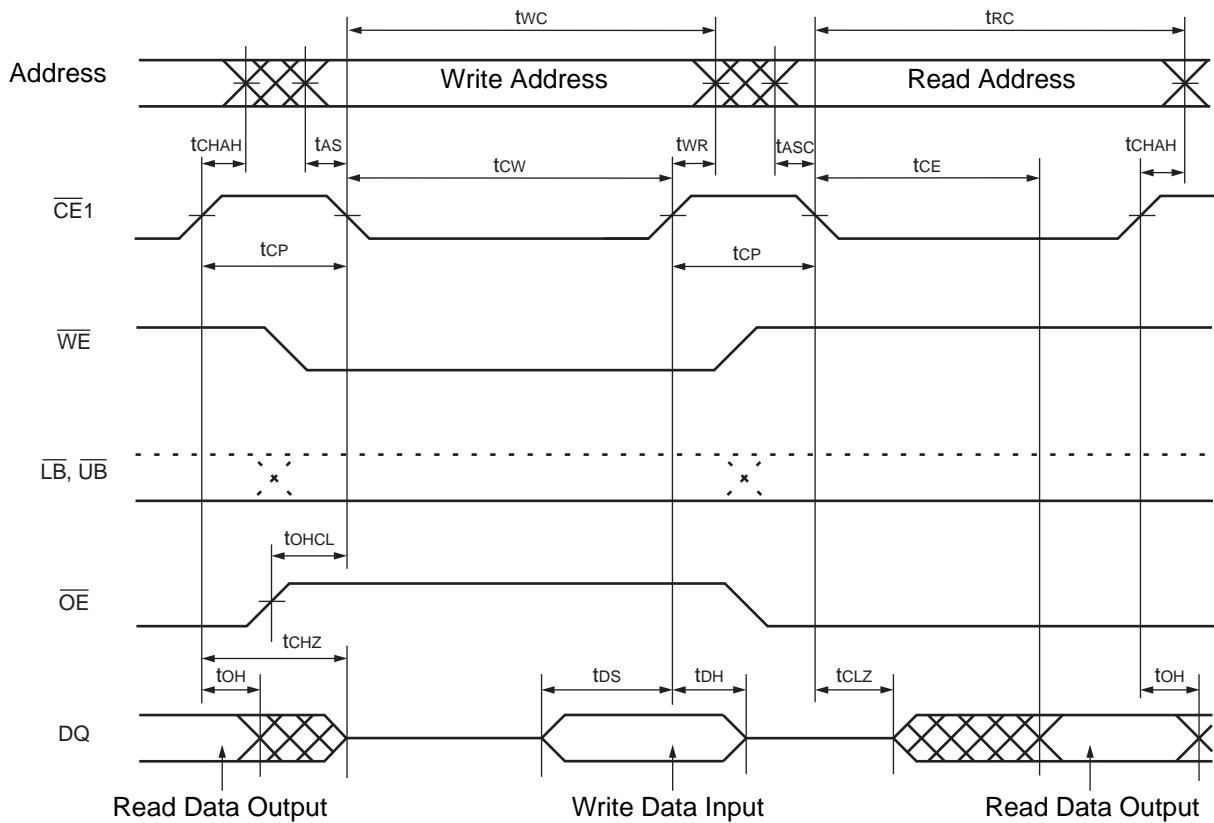 tWC
tRC
Address
Write Address
Read Address
tCHAH
tAS
tCW
tWR
tASC
tCE
tCHAH
CE1
tCP
tCP
WE
LB, UB
tOHCL
OE
tCHZ
tOH
tDS
tDH
tCLZ
tOH
DQ
Read Data Output
Write Data Input
Read Data Output